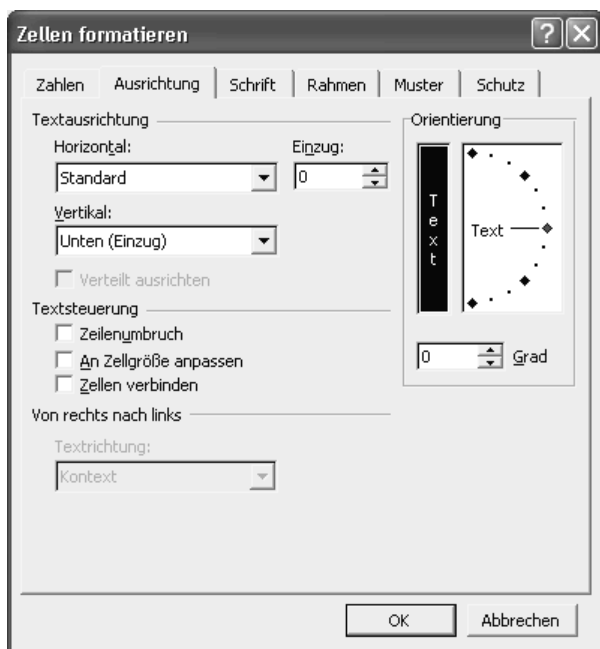 Zellen formatieren
Zahlen Ausrichtung Schrift Rahmen Muster Schutz
Textausrichtung
Horizontal:
Einzug:
Standard
0
Vertikal:
Unten (Einzug)
Verteilt ausrichten
Textsteuerung
Zeilenumbruch
An Zellgröße anpassen
Zellen verbinden
Von rechts nach links
Textrichtung:
Kontext
Orientierung
Text
Text
0 Grad
OK Abbrechen